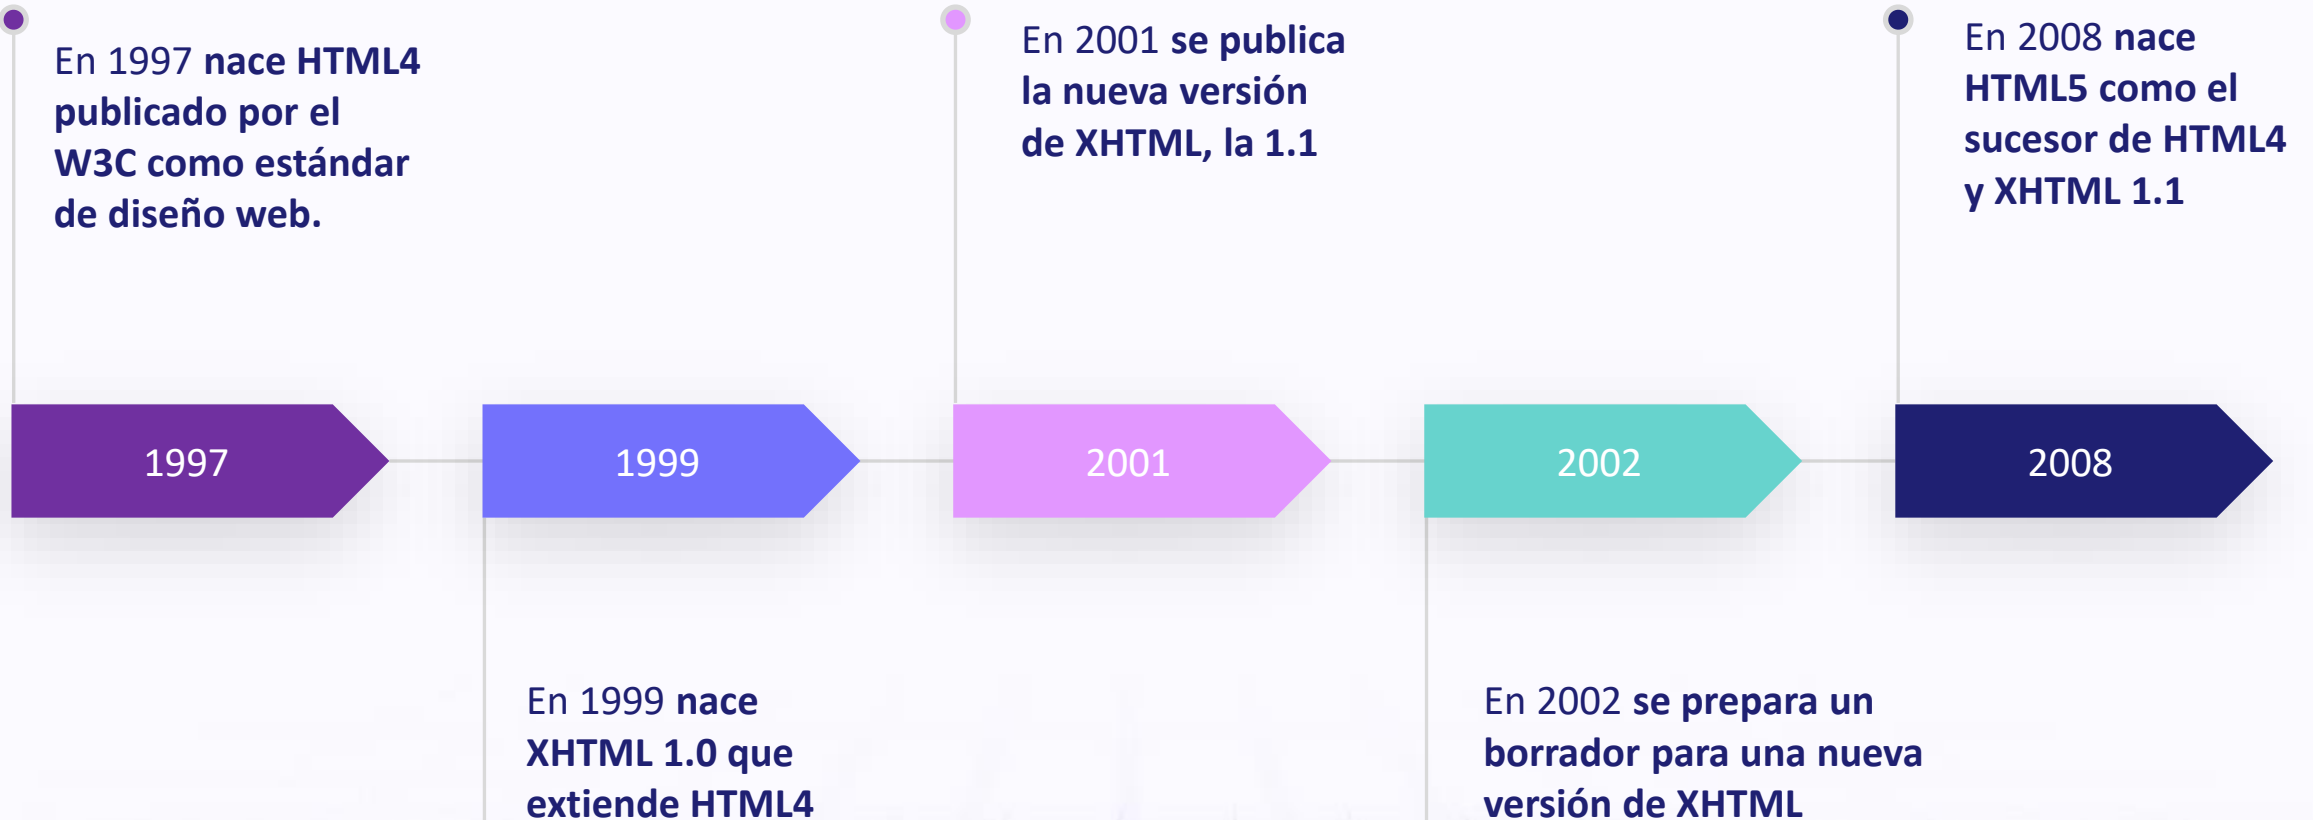 En 1997 nace HTML4
publicado por el
W3C como estándar
de diseño web.
En 2001 se publica
la nueva versión
de XHTML, la 1.1
En 2008 nace
HTML5 como el
sucesor de HTML4
y XHTML 1.1
1997
1999
2001
2002
2008
En 1999 nace
XHTML 1.0 que
extiende HTML4
En 2002 se prepara un
borrador para una nueva
versión de XHTML